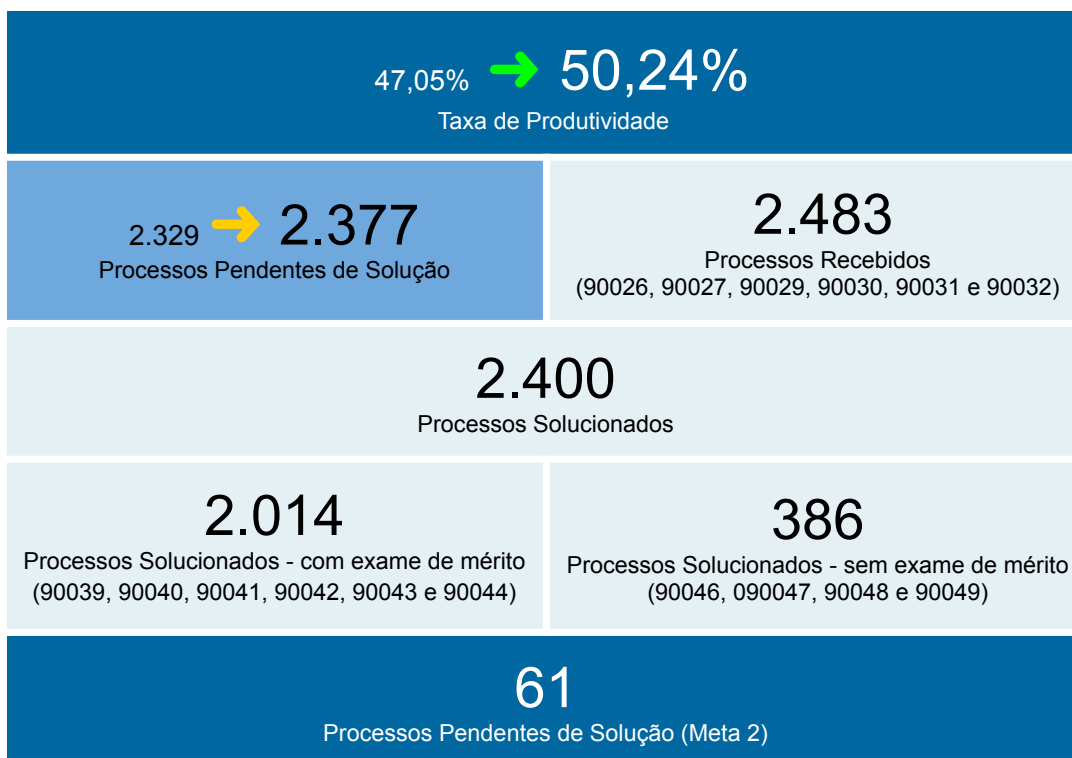 47,05% ➜ 50,24%
Taxa de Produtividade
2.329 ➜ 2.377
Processos Pendentes de Solução
2.483
Processos Recebidos
(90026, 90027, 90029, 90030, 90031 e 90032)
2.400
Processos Solucionados
2.014
Processos Solucionados - com exame de mérito
(90039, 90040, 90041, 90042, 90043 e 90044)
386
Processos Solucionados - sem exame de mérito
(90046, 090047, 90048 e 90049)
61
Processos Pendentes de Solução (Meta 2)